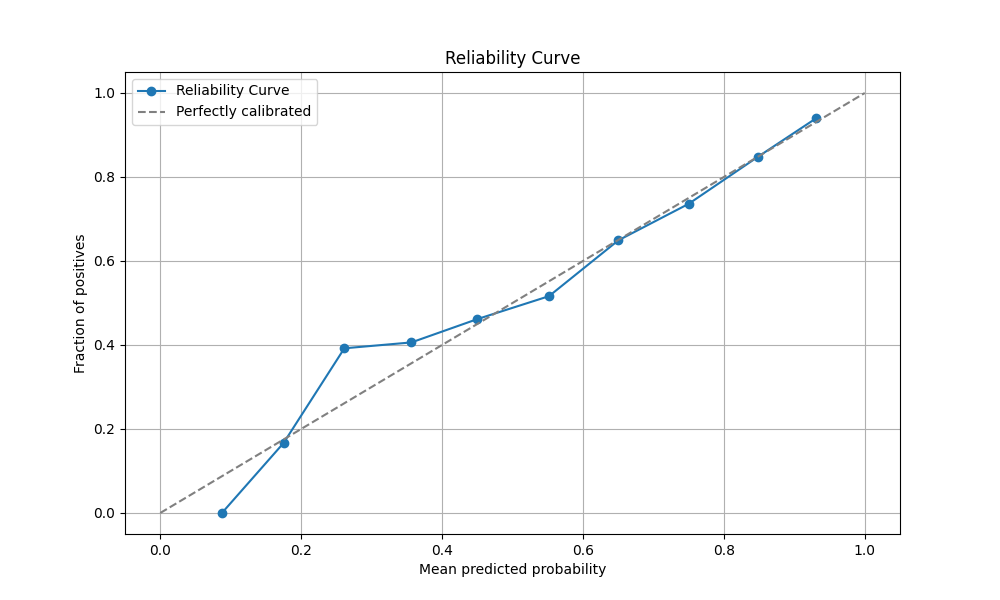 Reliability Curve
Reliability Curve
Perfectly calibrated
1.0
0.8
0.6
0.4
0.2
0.0
Fraction of positives
0.0 0.2 0.4 0.6 0.8 1.0
Mean predicted probability